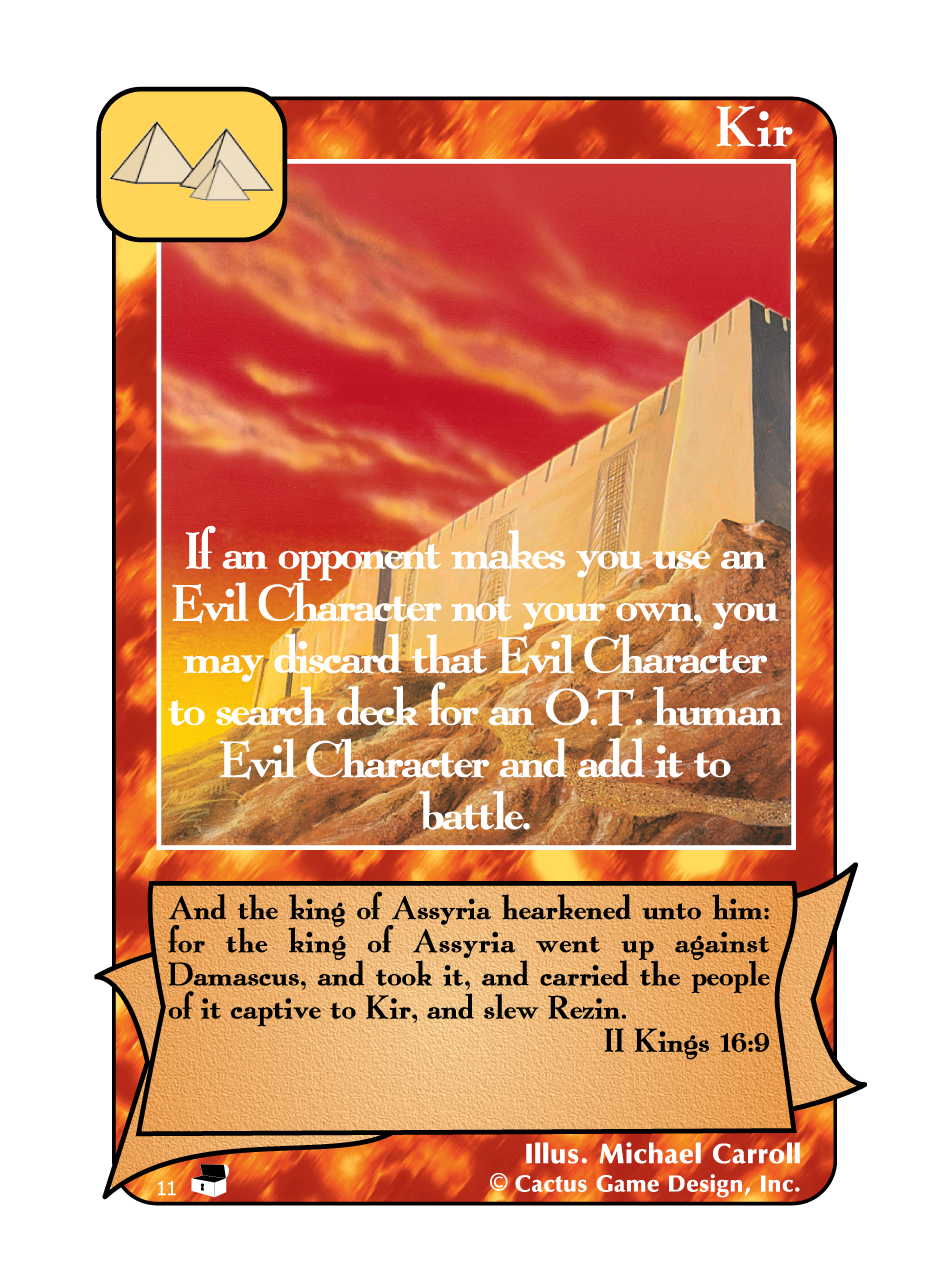 Kir
If an opponent makes you use an
Evil Character not your own, you
may discard that Evil Character
to search deck for an O.T. human
Evil Character and add it to
battle.
And the king of Assyria hearkened unto him:
for the king of Assyria went up against
Damascus, and took it, and carried the people
of it captive to Kir, and slew Rezin.
II Kings 16:9
Illus. Michael Carroll
11
© Cactus Game Design, Inc.